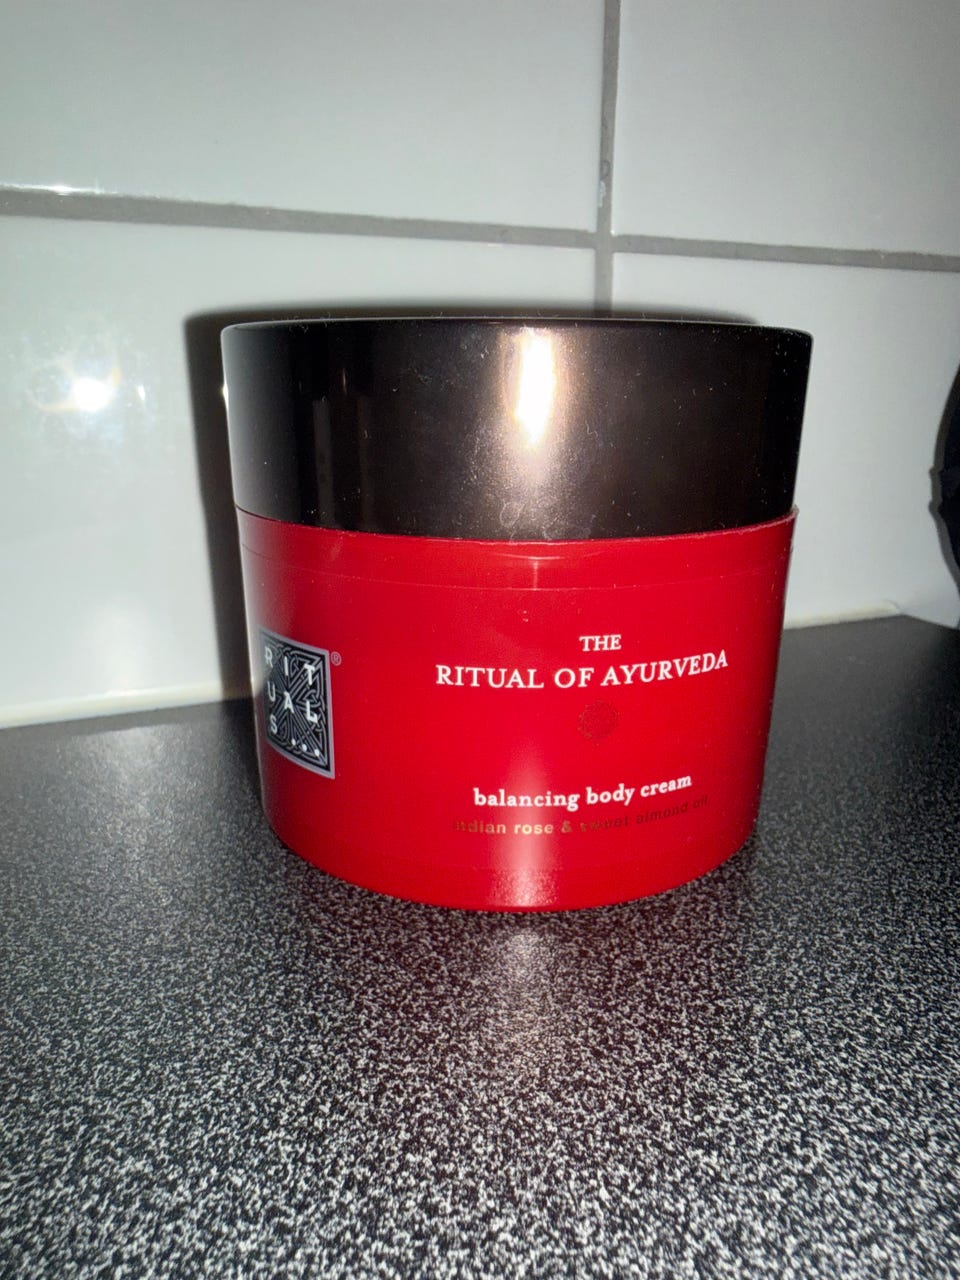 RIT
UAL
S...
®
THE
RITUAL OF AYURVEDA
balancing body cream
indian rose & sweet almond oil